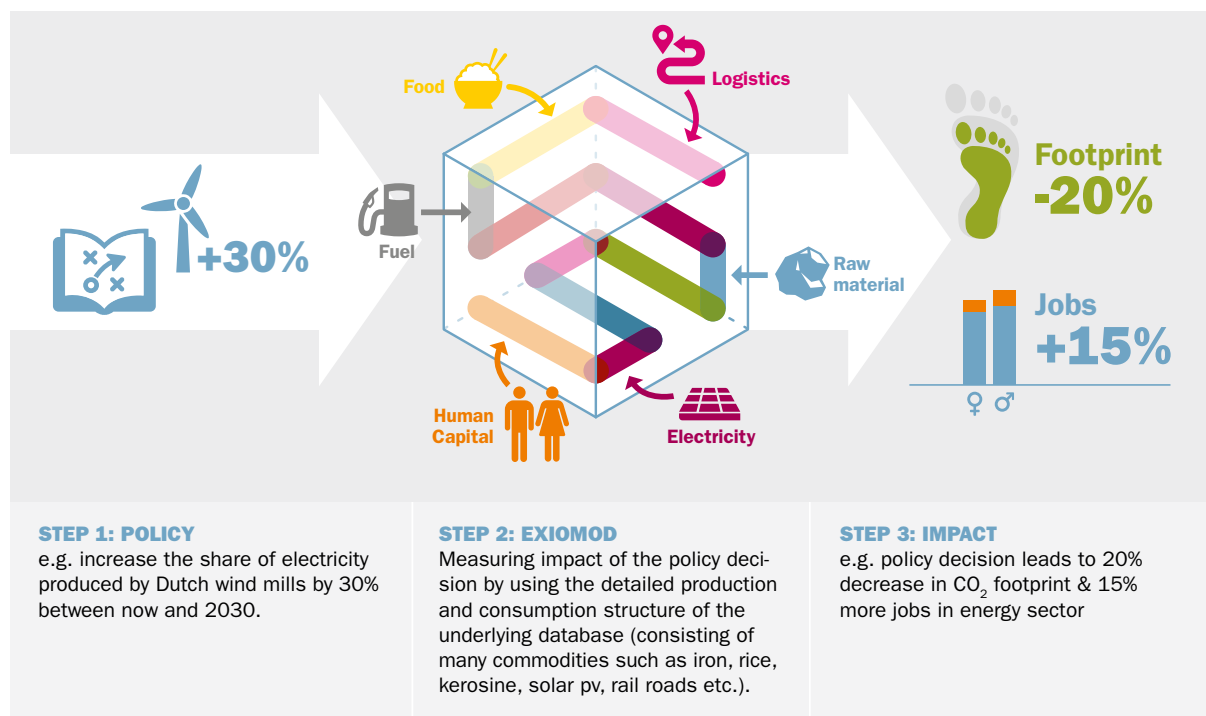 Food
Logistics
+30%
Fuel
Raw
material
Human
Capital
Electricity
Footprint
-20%
Jobs
+15%
♀ ♂
STEP 1: POLICY
e.g. increase the share of electricity
produced by Dutch wind mills by 30%
between now and 2030.
STEP 2: EXIOMOD
Measuring impact of the policy deci-
sion by using the detailed production
and consumption structure of the
underlying database (consisting of
many commodities such as iron, rice,
kerosine, solar pv, rail roads etc.).
STEP 3: IMPACT
e.g. policy decision leads to 20%
decrease in CO₂ footprint & 15%
more jobs in energy sector